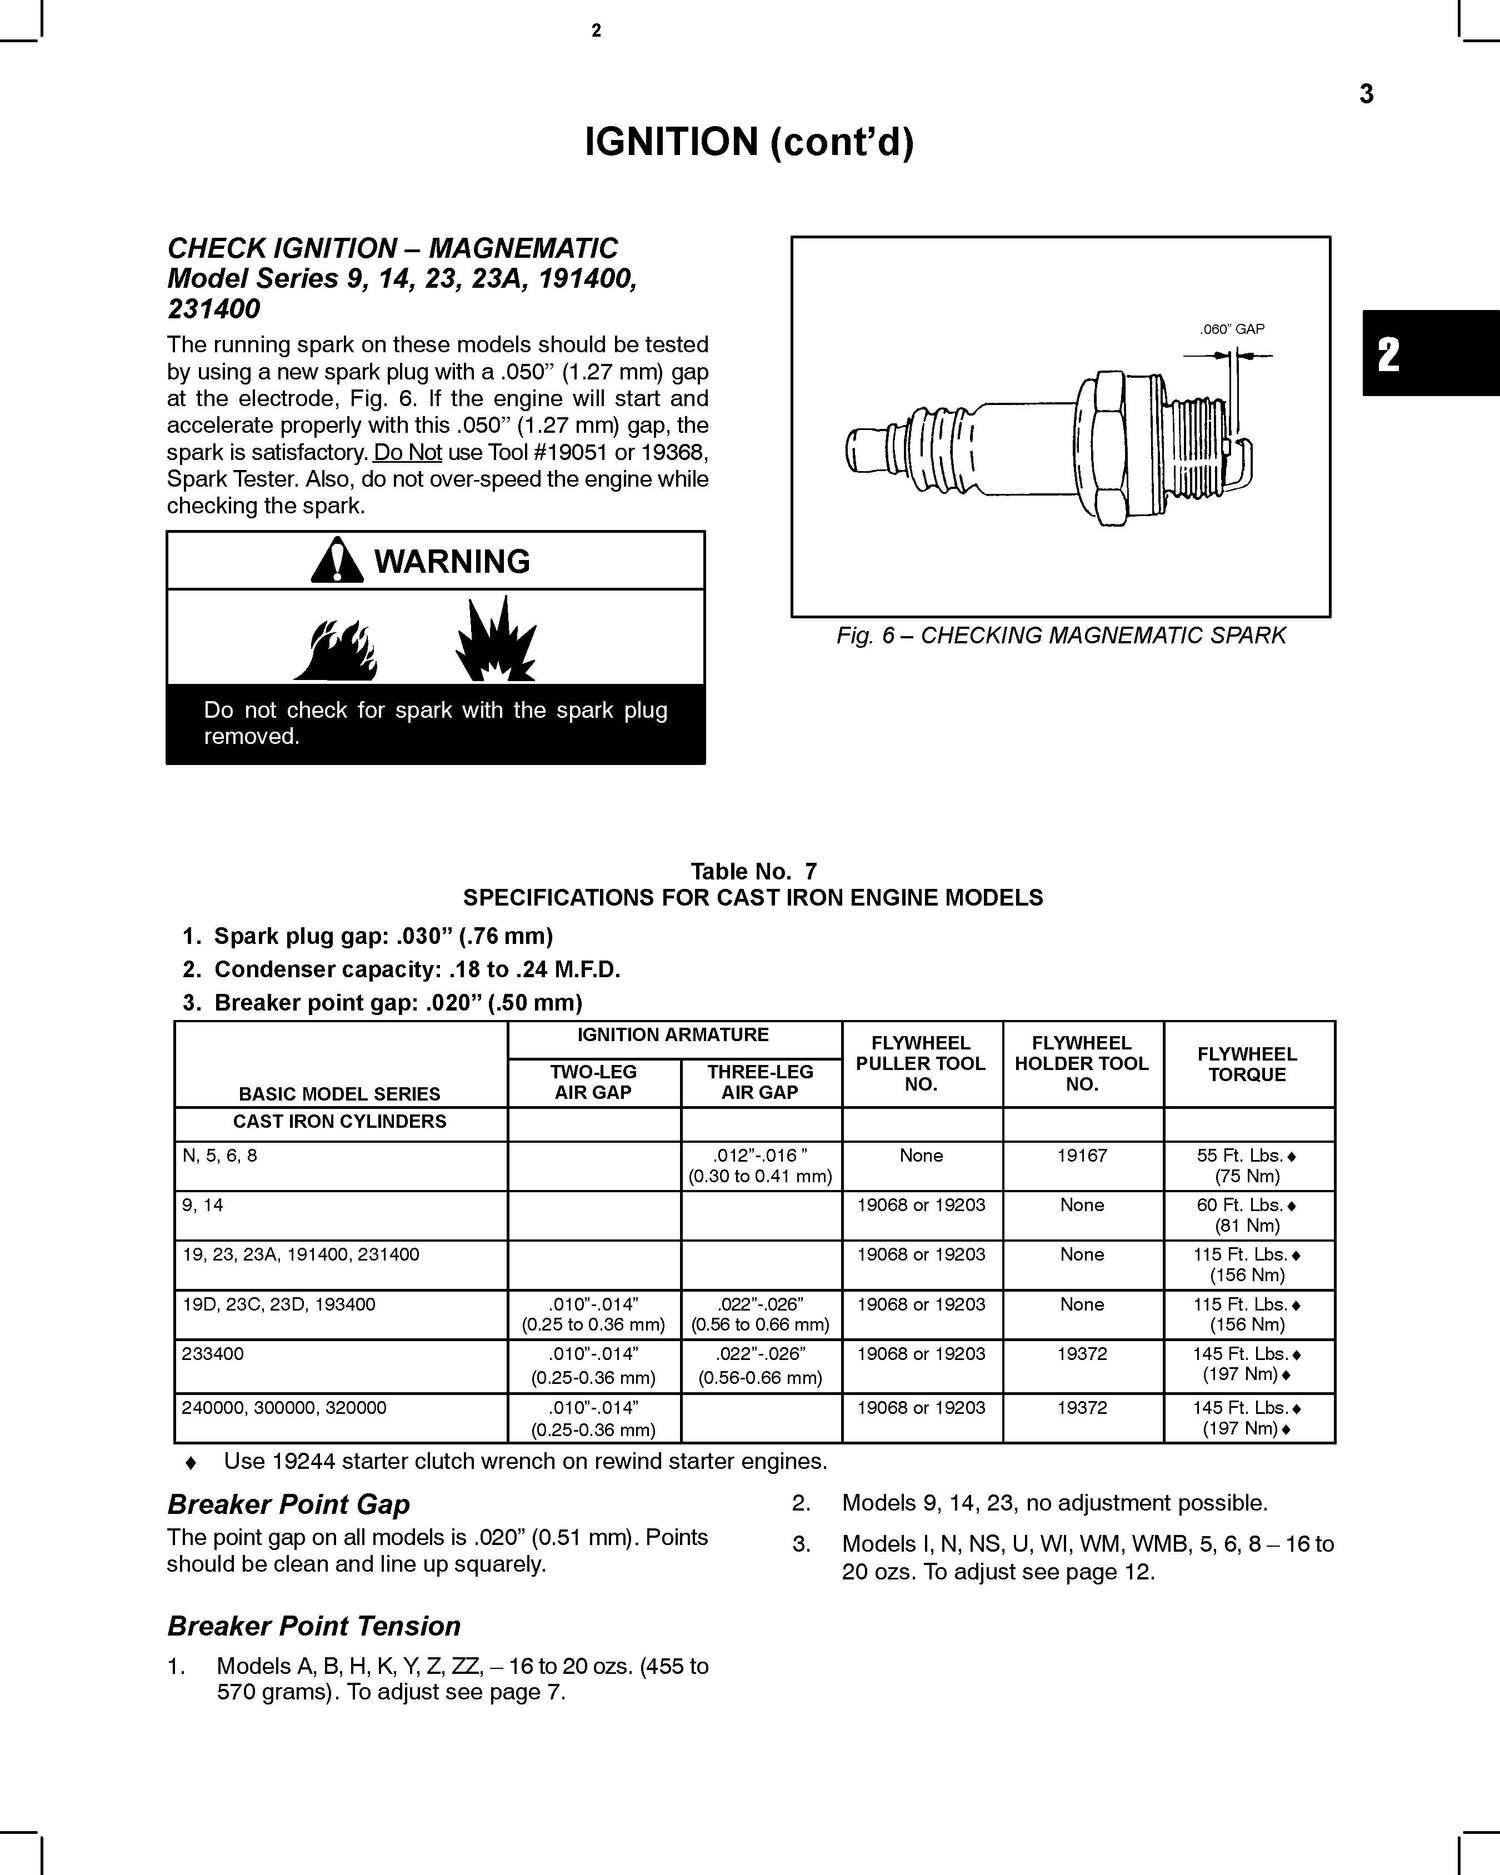 2
3
IGNITION (cont’d)
CHECK IGNITION – MAGNEMATIC
Model Series 9, 14, 23, 23A, 191400,
231400
The running spark on these models should be tested
by using a new spark plug with a .050” (1.27 mm) gap
at the electrode, Fig. 6. If the engine will start and
accelerate properly with this .050” (1.27 mm) gap, the
spark is satisfactory. Do Not use Tool #19051 or 19368,
Spark Tester. Also, do not over-speed the engine while
checking the spark.
WARNING
Do not check for spark with the spark plug
removed.
.060” GAP
Fig. 6 – CHECKING MAGNEMATIC SPARK
2
Table No. 7
SPECIFICATIONS FOR CAST IRON ENGINE MODELS
1. Spark plug gap: .030” (.76 mm)
2. Condenser capacity: .18 to .24 M.F.D.
3. Breaker point gap: .020” (.50 mm)
BASIC MODEL SERIES
IGNITION ARMATURE
TWO-LEG
AIR GAP
THREE-LEG
AIR GAP
FLYWHEEL
PULLER TOOL
NO.
FLYWHEEL
HOLDER TOOL
NO.
FLYWHEEL
TORQUE
CAST IRON CYLINDERS
N, 5, 6, 8 .012”-.016 ” None 19167 55 Ft. Lbs.♦
(0.30 to 0.41 mm) (75 Nm)
9, 14 19068 or 19203 None 60 Ft. Lbs.♦
(81 Nm)
19, 23, 23A, 191400, 231400 19068 or 19203 None 115 Ft. Lbs.♦
(156 Nm)
19D, 23C, 23D, 193400 .010”-.014” .022”-.026” 19068 or 19203 None 115 Ft. Lbs.♦
(0.25 to 0.36 mm) (0.56 to 0.66 mm) (156 Nm)
233400 .010”-.014” .022”-.026” 19068 or 19203 19372 145 Ft. Lbs.♦
(0.25-0.36 mm) (0.56-0.66 mm) (197 Nm)♦
240000, 300000, 320000 .010”-.014” 19068 or 19203 19372 145 Ft. Lbs.♦
(0.25-0.36 mm) (197 Nm)♦
♦ Use 19244 starter clutch wrench on rewind starter engines.
Breaker Point Gap
The point gap on all models is .020” (0.51 mm). Points
should be clean and line up squarely.
Breaker Point Tension
1. Models A, B, H, K, Y, Z, ZZ, – 16 to 20 ozs. (455 to
570 grams). To adjust see page 7.
2. Models 9, 14, 23, no adjustment possible.
3. Models I, N, NS, U, WI, WM, WMB, 5, 6, 8 – 16 to
20 ozs. To adjust see page 12.